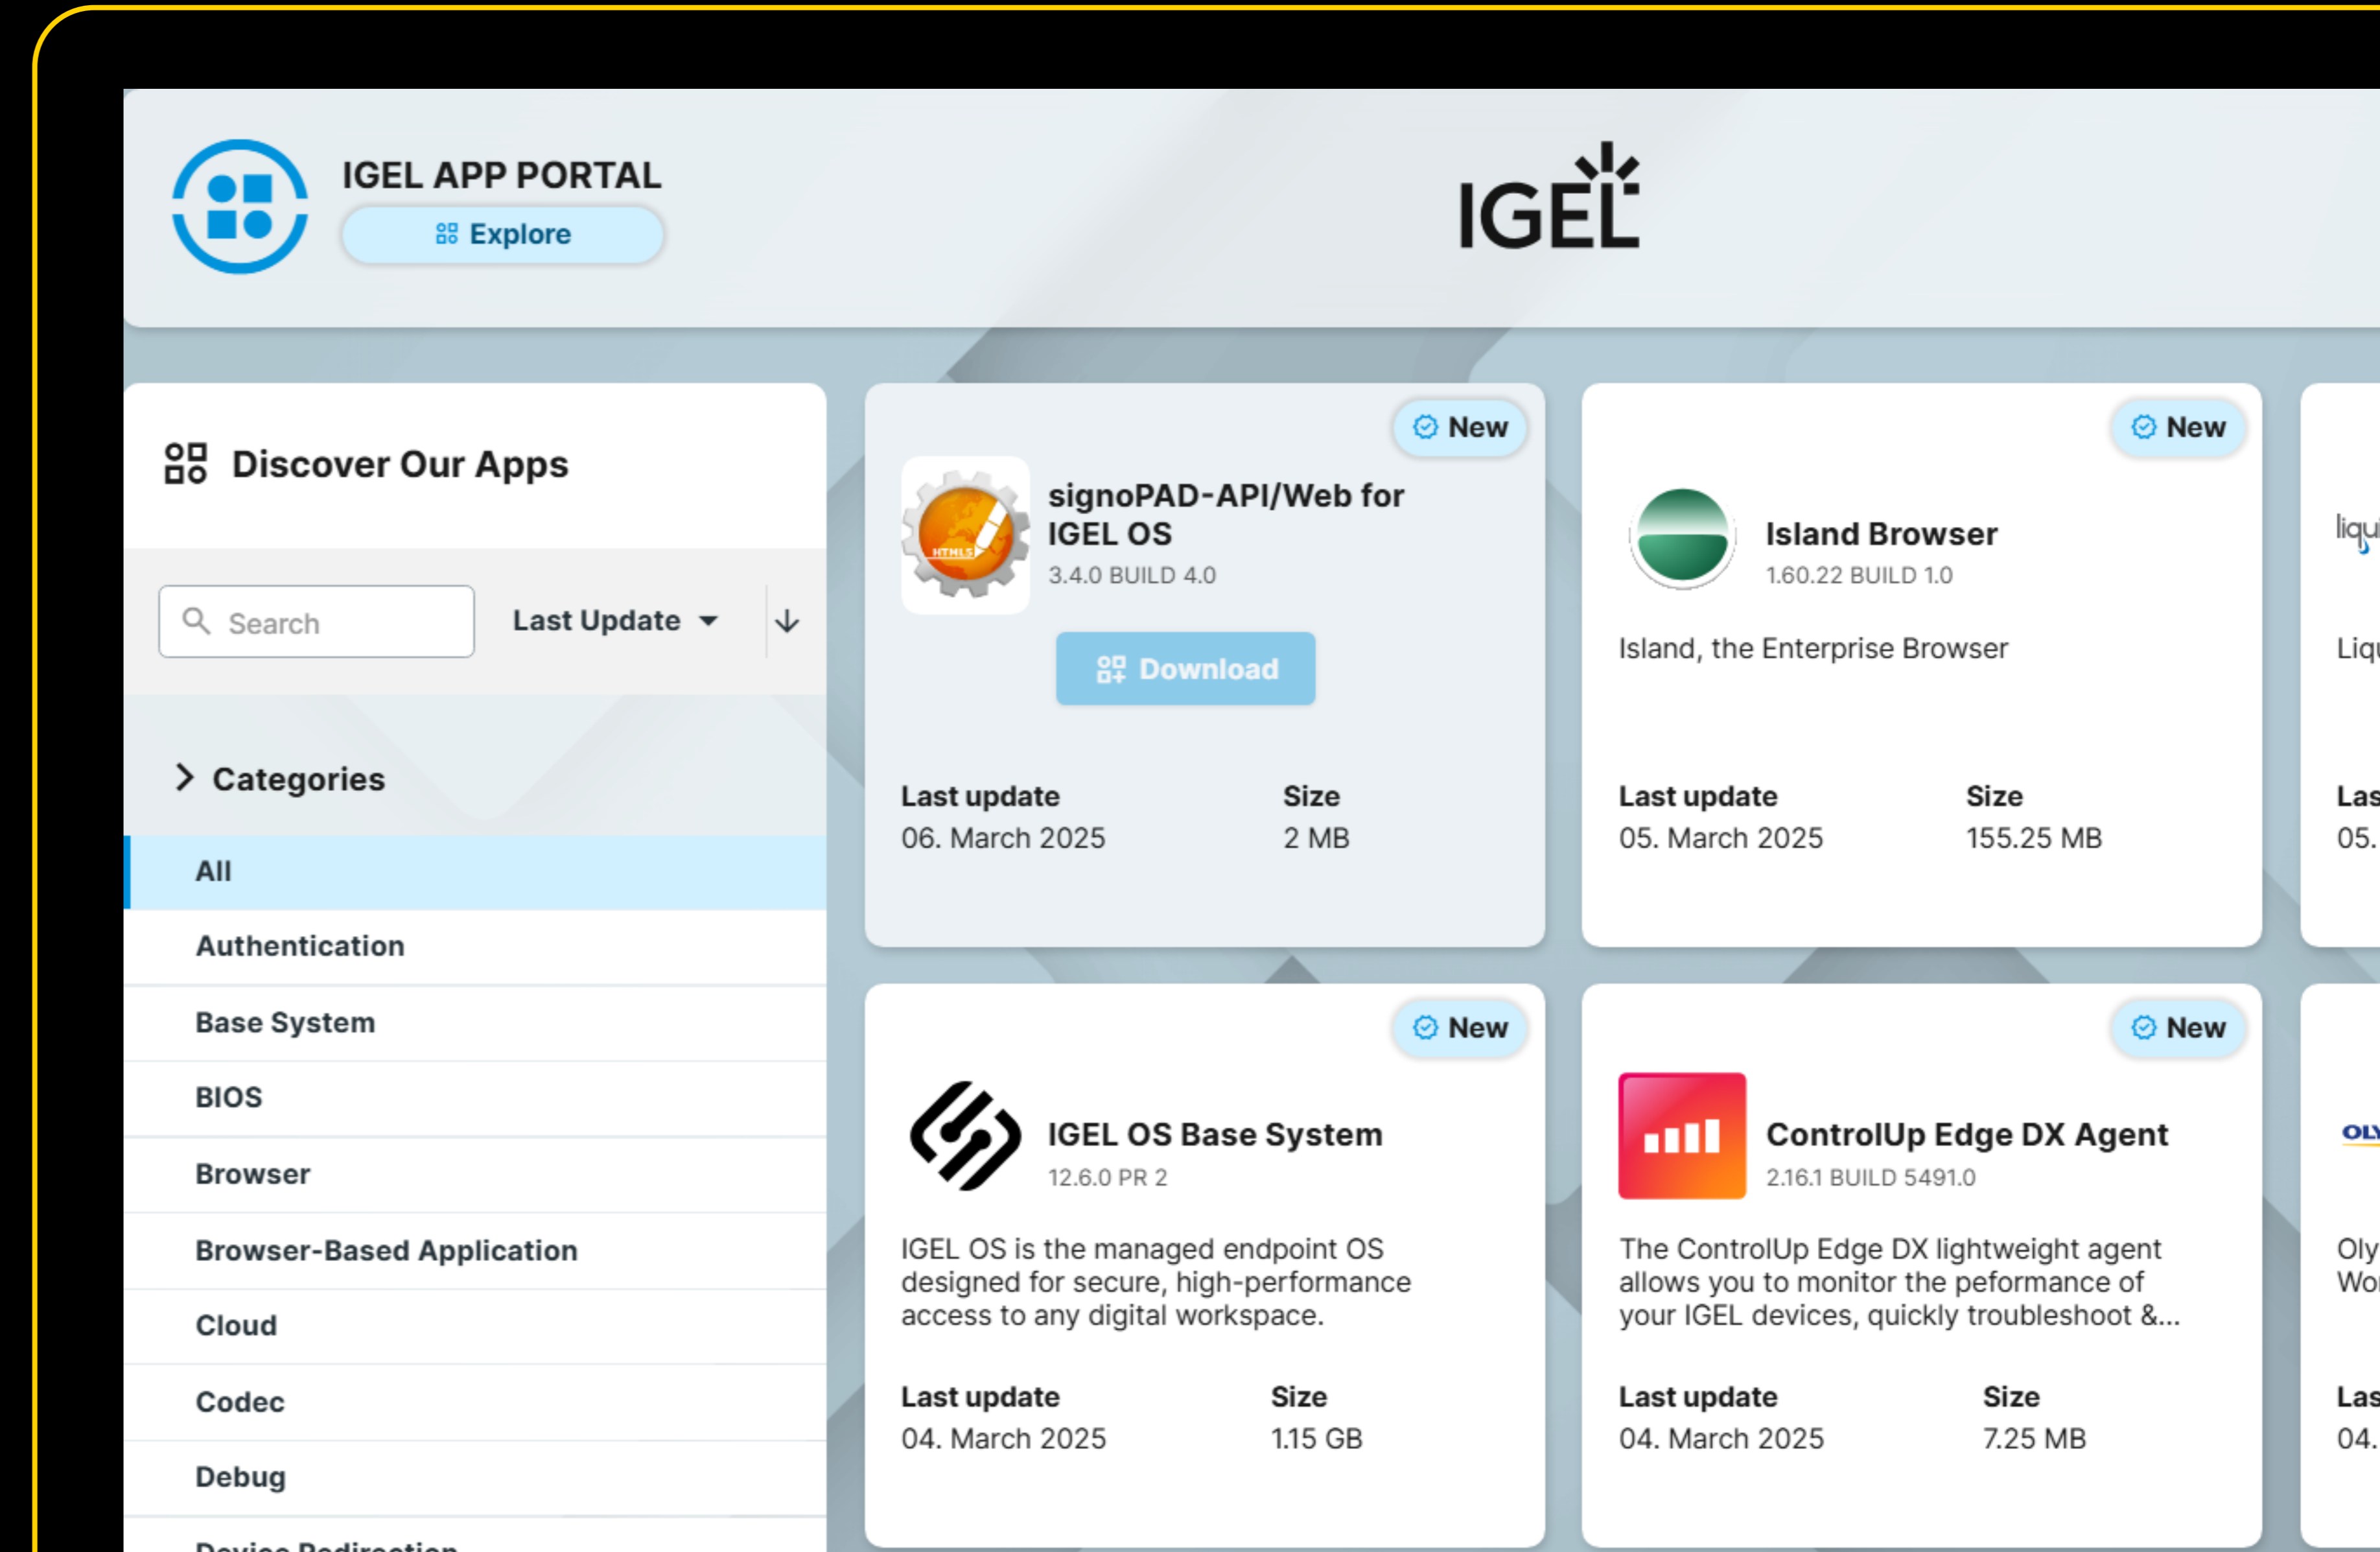 IGEL APP PORTAL
Explore
IGEL
Discover Our Apps
Search
Last Update
Categories
All
Authentication
Base System
BIOS
Browser
Browser-Based Application
Cloud
Codec
Debug
Device Redirection
New
HTML5
signoPAD-API/Web for
IGEL OS
3.4.0 BUILD 4.0
Download
Last update
Size
06. March 2025
2 MB
New
Island Browser
1.60.22 BUILD 1.0
Island, the Enterprise Browser
Last update
Size
05. March 2025
155.25 MB
05.
New
IGEL OS Base System
12.6.0 PR 2
IGEL OS is the managed endpoint OS
designed for secure, high-performance
access to any digital workspace.
Last update
Size
04. March 2025
1.15 GB
New
ControlUp Edge DX Agent
2.16.1 BUILD 5491.0
The ControlUp Edge DX lightweight agent
allows you to monitor the peformance of
your IGEL devices, quickly troubleshoot &...
Last update
Size
04. March 2025
7.25 MB
04.